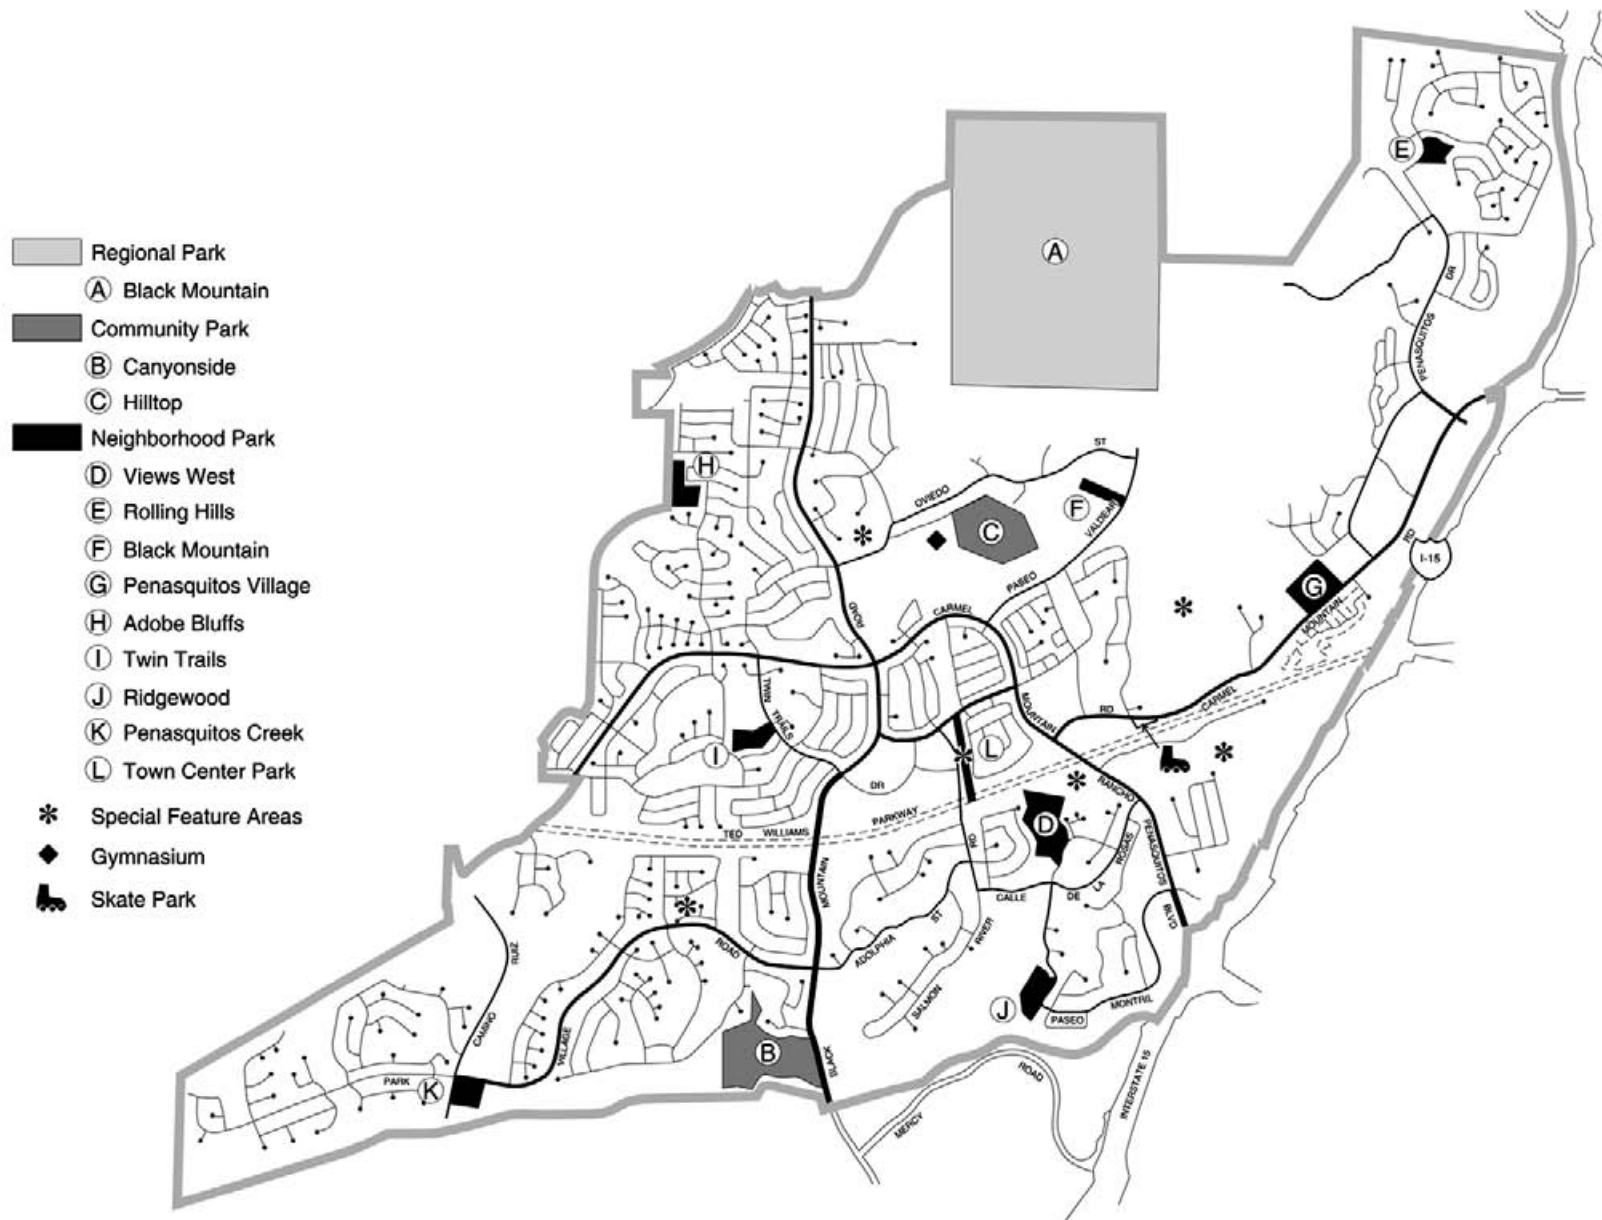 Regional Park
A Black Mountain
Community Park
B Canyonside
C Hilltop
Neighborhood Park
D Views West
E Rolling Hills
F Black Mountain
G Penasquitos Village
H Adobe Bluffs
I Twin Trails
J Ridgewood
K Penasquitos Creek
L Town Center Park
Special Feature Areas
Gymnasium
Skate Park
E
A
DR
PENASQUITOS
ST
OVIEDO
H
F
C
VALDEAR
RD
I-15
G
MOUNTAIN
PASEO
CARMEL
ROAD
TWIN
TRAILS
I
MOUNTAIN
RD
CARMEL
L
DR
RANCHO
PARKWAY
TED WILLIAMS
D
RD
ROSAS
PENASQUITOS
MOUNTAIN
CALLE DE LA
BLVD
ST
ADOLPHIA
RIVER
ROAD
RUIZ
SALMON
J
MONTRIL
PASEO
CAMINO
VILLAGE
B
BLACK
PARK
K
ROAD
MERCY
INTERSTATE 15